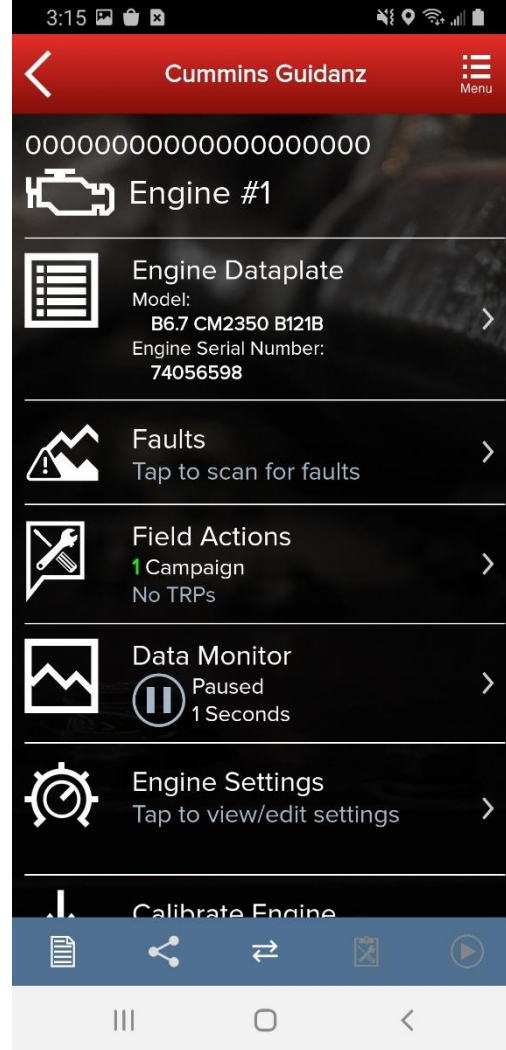 3:15
Cummins Guidanz
Menu
00000000000000000000
Engine #1
Engine Dataplate
Model:
B6.7 CM2350 B121B
Engine Serial Number:
74056598
Faults
Tap to scan for faults
Field Actions
1 Campaign
No TRPs
Data Monitor
Paused
1 Seconds
Engine Settings
Tap to view/edit settings
Calibrate Engine